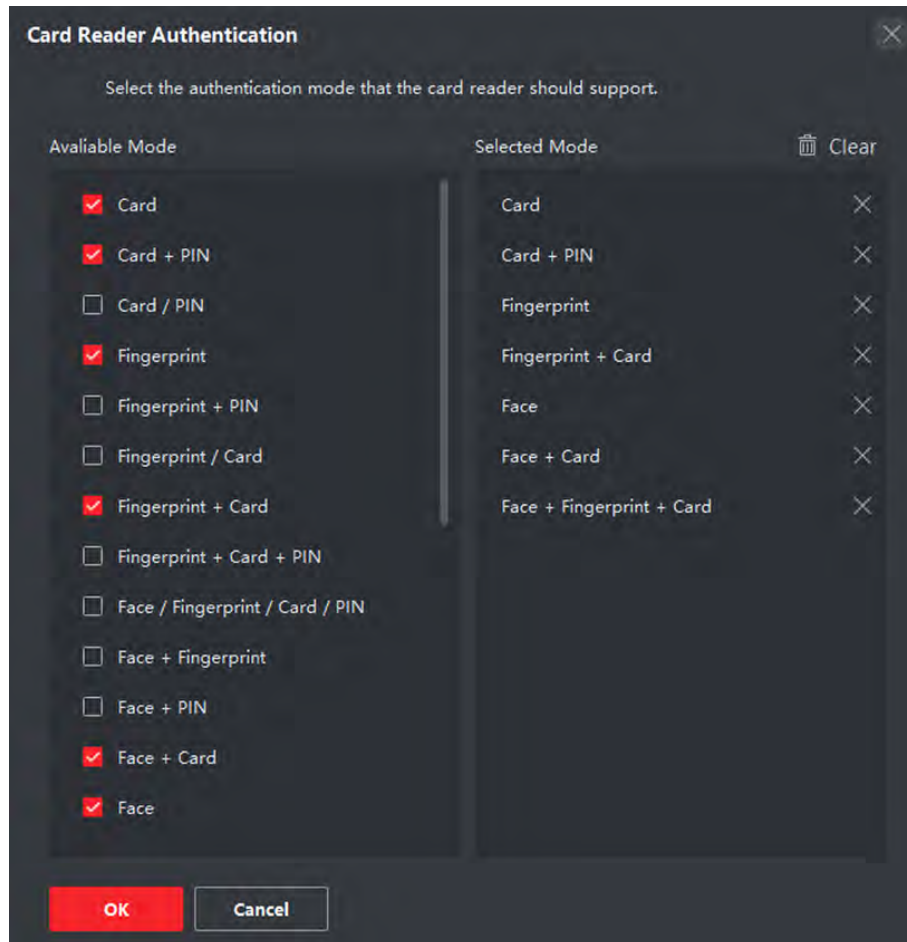 Card Reader Authentication
Select the authentication mode that the card reader should support.
Avaliable Mode
Selected Mode
Clear
Card
Card + PIN
Card / PIN
Fingerprint
Fingerprint + PIN
Fingerprint / Card
Fingerprint + Card
Fingerprint + Card + PIN
Face / Fingerprint / Card / PIN
Face + Fingerprint
Face + PIN
Face + Card
Face
Card
Card + PIN
Fingerprint
Fingerprint + Card
Face
Face + Card
Face + Fingerprint + Card
OK
Cancel